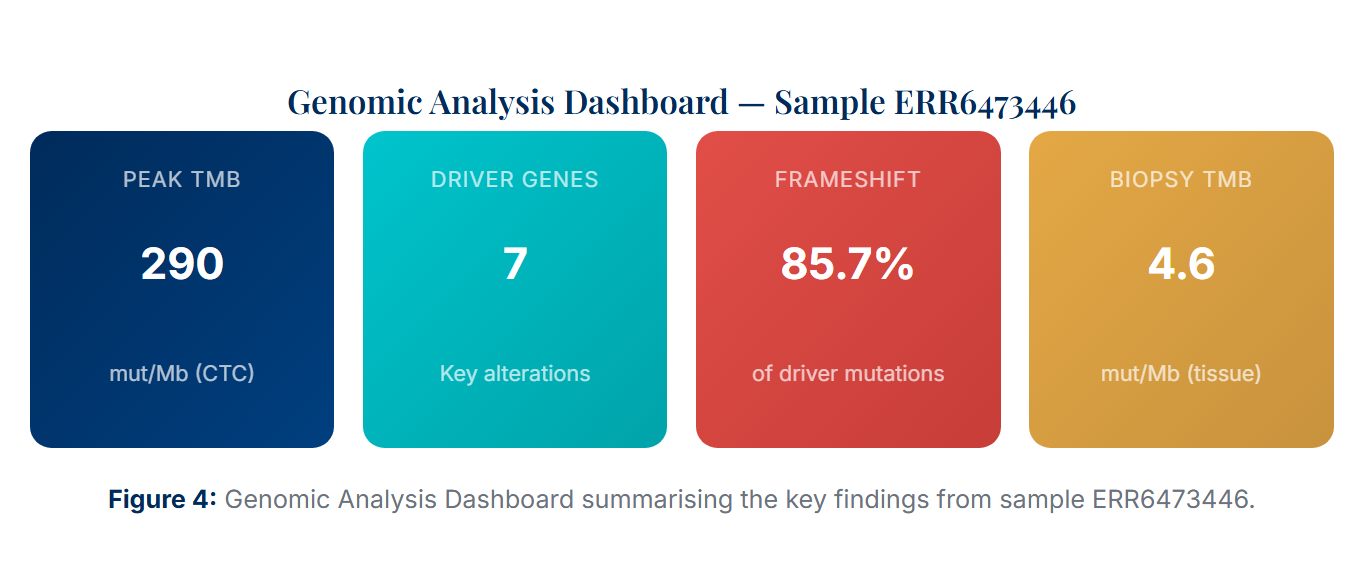 Genomic Analysis Dashboard — Sample ERR6473446
PEAK TMB
290
mut/Mb (CTC)
DRIVER GENES
7
Key alterations
FRAMESHIFT
85.7%
of driver mutations
BIOPSY TMB
4.6
mut/Mb (tissue)
Figure 4: Genomic Analysis Dashboard summarising the key findings from sample ERR6473446.